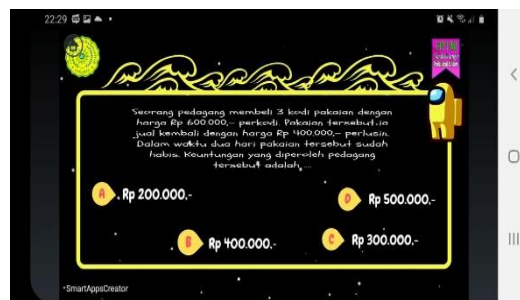 22:29
Seorang pedagang membeli 3 kodi pakaian dengan
harga Rp 600.000,- perkodi. Pakaian tersebut ia
jual kembali dengan harga Rp 400.000,- perlusin.
Dalam waktu dua hari pakaian tersebut sudah
habis. Keuntungan yang diperoleh pedagang
tersebut adalah....
A . Rp 200.000.-
D Rp 500.000.-
B Rp 400.000.-
C Rp 300.000.-
SmartAppsCreator